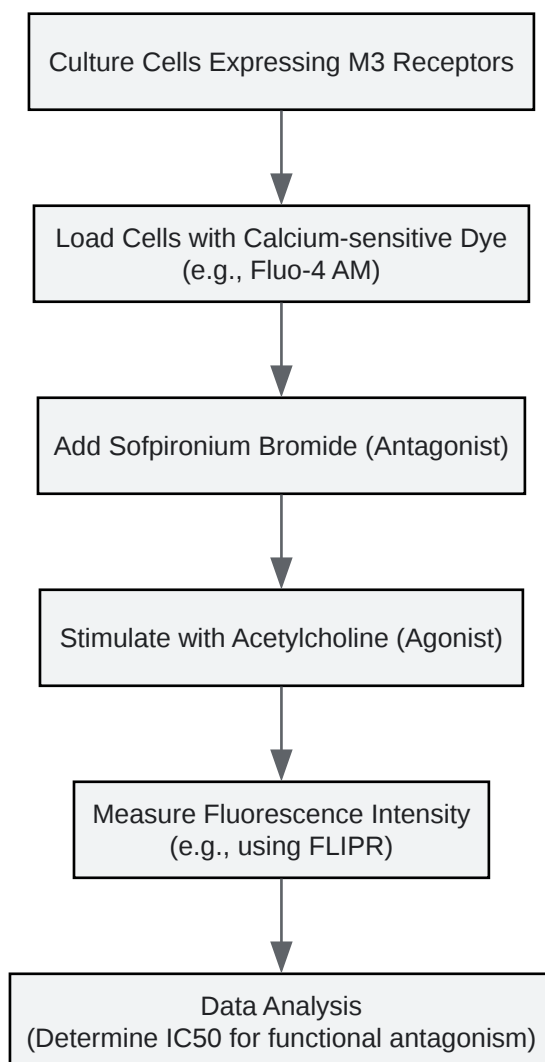 Culture Cells Expressing M3 Receptors
Load Cells with Calcium-sensitive Dye
(e.g., Fluo-4 AM)
Add Sofpironium Bromide (Antagonist)
Stimulate with Acetylcholine (Agonist)
Measure Fluorescence Intensity
(e.g., using FLIPR)
Data Analysis
(Determine IC50 for functional antagonism)